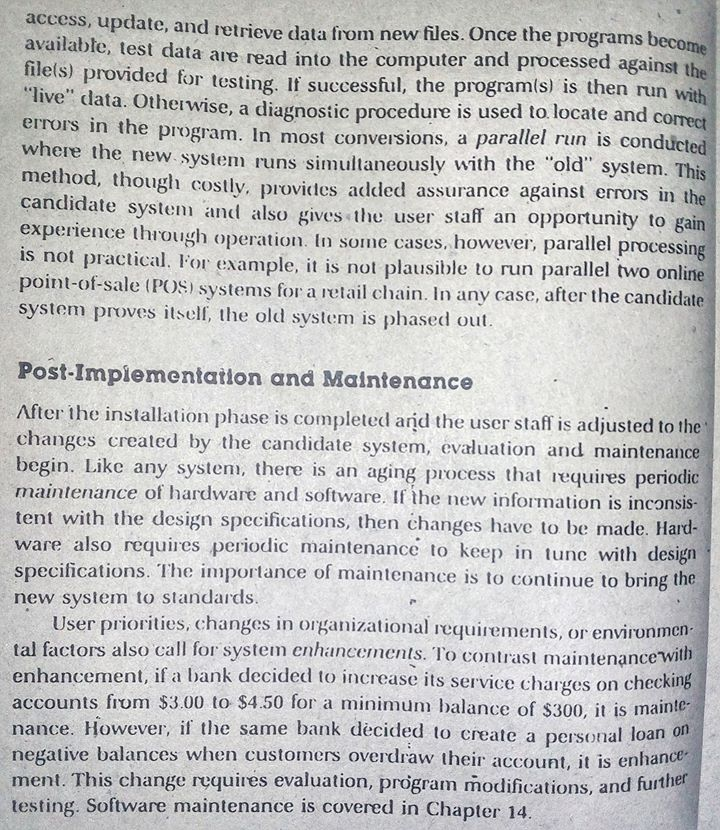 access, update, and retrieve data from new files. Once the programs become
available, test data are read into the computer and processed against the
file(s) provided for testing. If successful, the program(s) is then run with
"live" data. Otherwise, a diagnostic procedure is used to locate and correct
errors in the program. In most conversions, a parallel run is conducted
where the new system runs simultaneously with the "old" system. This
method, though costly, provides added assurance against errors in the
candidate system and also gives the user staff an opportunity to gain
experience through operation. In some cases, however, parallel processing
is not practical. For example, it is not plausible to run parallel two online
point-of-sale (POS) systems for a retail chain. In any case, after the candidate
system proves itself, the old system is phased out.
Post-Implementation and Maintenance
After the installation phase is completed and the user staff is adjusted to the
changes created by the candidate system, evaluation and maintenance
begin. Like any system, there is an aging process that requires periodic
maintenance of hardware and software. If the new information is inconsis-
tent with the design specifications, then changes have to be made. Hard-
ware also requires periodic maintenance to keep in tune with design
specifications. The importance of maintenance is to continue to bring the
new system to standards.
User priorities, changes in organizational requirements, or environmen-
tal factors also call for system enhancements. To contrast maintenance with
enhancement, if a bank decided to increase its service charges on checking
accounts from $3.00 to $4.50 for a minimum balance of $300, it is mainte-
nance. However, if the same bank decided to create a personal loan on
negative balances when customers overdraw their account, it is enhance-
ment. This change requires evaluation, program modifications, and further
testing. Software maintenance is covered in Chapter 14.